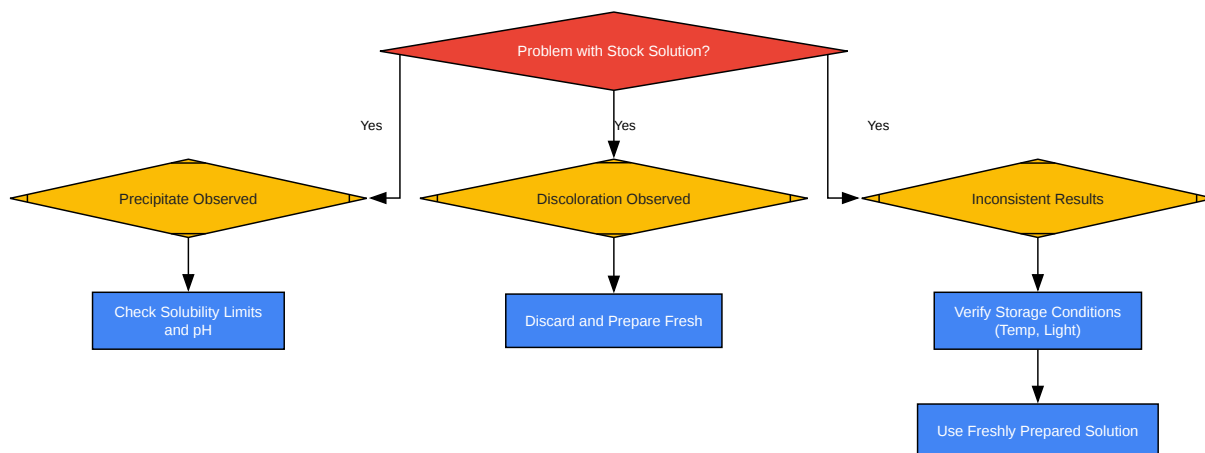 Problem with Stock Solution?
Yes
Yes
Yes
Precipitate Observed
Discoloration Observed
Inconsistent Results
Check Solubility Limits
and pH
Discard and Prepare Fresh
Verify Storage Conditions
(Temp, Light)
Use Freshly Prepared Solution